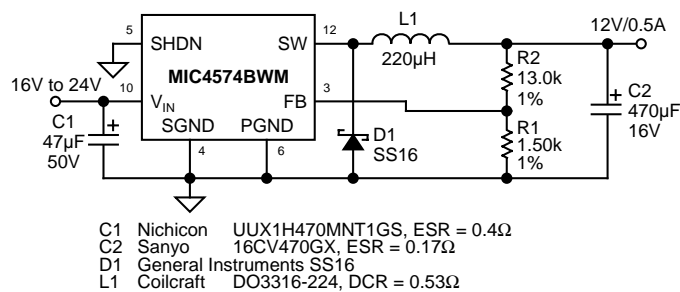 L1
12V/0.5A
5
SHDN
SW
12
220µH
R2
13.0k
1%
MIC4574BWM
16V to 24V
10
VIN
FB
3
C2
470µF
16V
C1
47µF
50V
SGND
PGND
4
6
D1
SS16
R1
1.50k
1%
C1 Nichicon UUX1H470MNT1GS, ESR = 0.4Ω
C2 Sanyo 16CV470GX, ESR = 0.17Ω
D1 General Instruments SS16
L1 Coilcraft DO3316-224, DCR = 0.53Ω